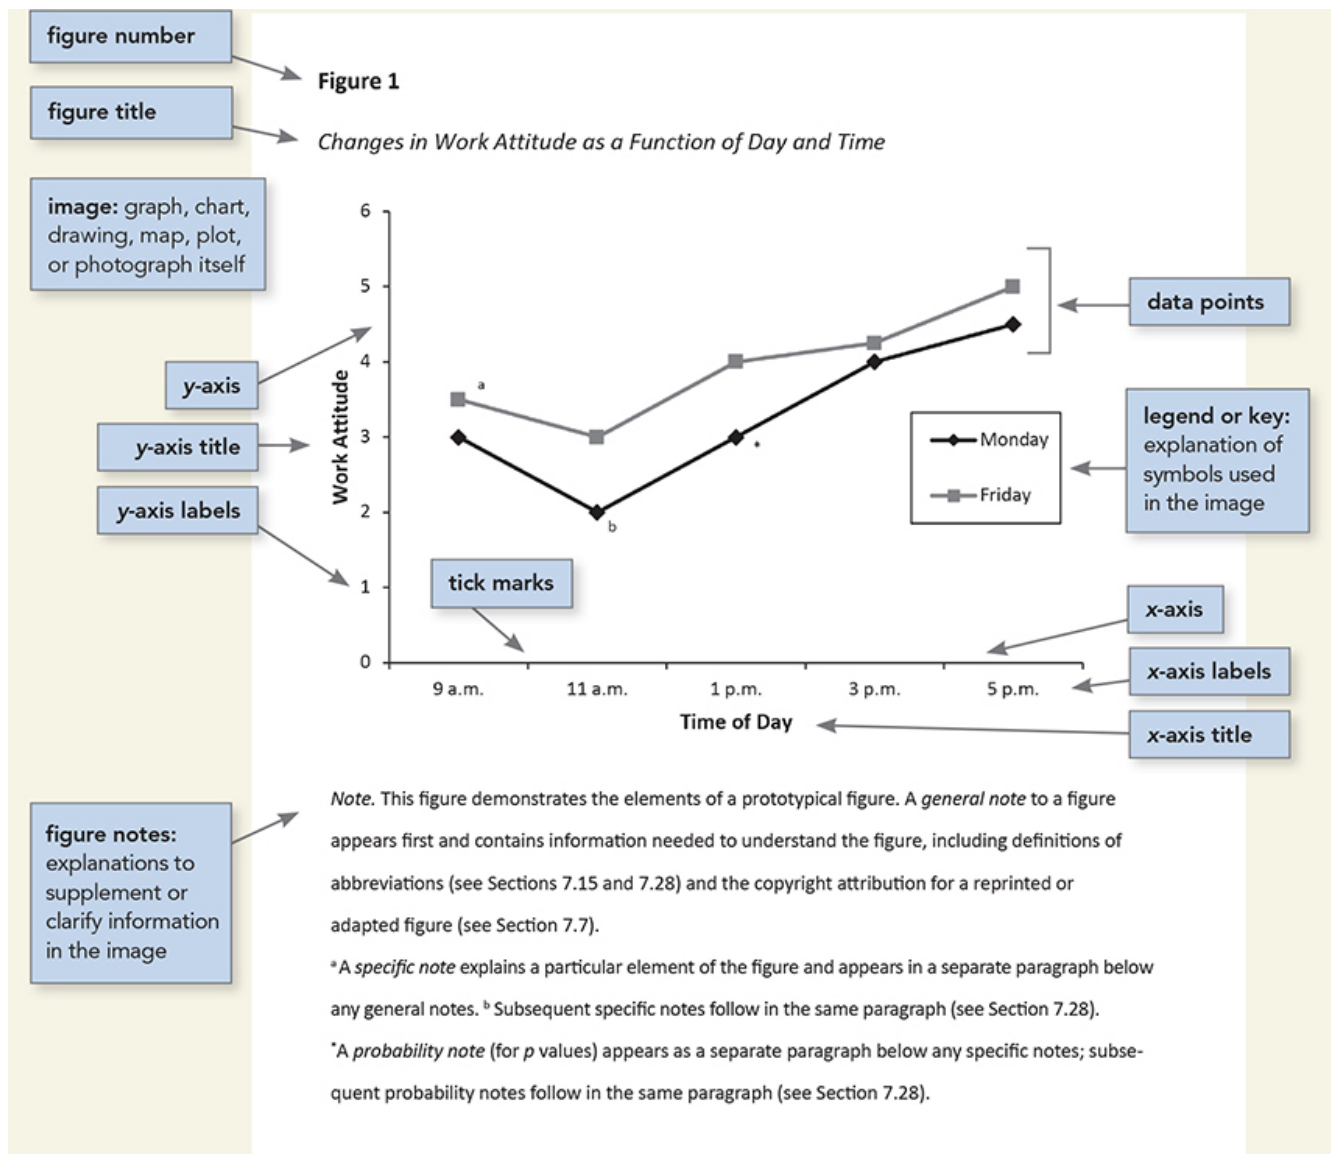 figure number
Figure 1
figure title
Changes in Work Attitude as a Function of Day and Time
image: graph, chart,
drawing, map, plot,
or photograph itself
y-axis
y-axis title
y-axis labels
Work Attitude
6
5
4
3
2
1
0
a
b
*
tick marks
data points
Monday
Friday
legend or key:
explanation of
symbols used
in the image
x-axis
9 a.m.
11 a.m.
1 p.m.
3 p.m.
5 p.m.
x-axis labels
Time of Day
x-axis title
figure notes:
explanations to
supplement or
clarify information
in the image
Note. This figure demonstrates the elements of a prototypical figure. A general note to a figure
appears first and contains information needed to understand the figure, including definitions of
abbreviations (see Sections 7.15 and 7.28) and the copyright attribution for a reprinted or
adapted figure (see Section 7.7).
ᵃ A specific note explains a particular element of the figure and appears in a separate paragraph below
any general notes. ᵇ Subsequent specific notes follow in the same paragraph (see Section 7.28).
*A probability note (for p values) appears as a separate paragraph below any specific notes; subse-
quent probability notes follow in the same paragraph (see Section 7.28).